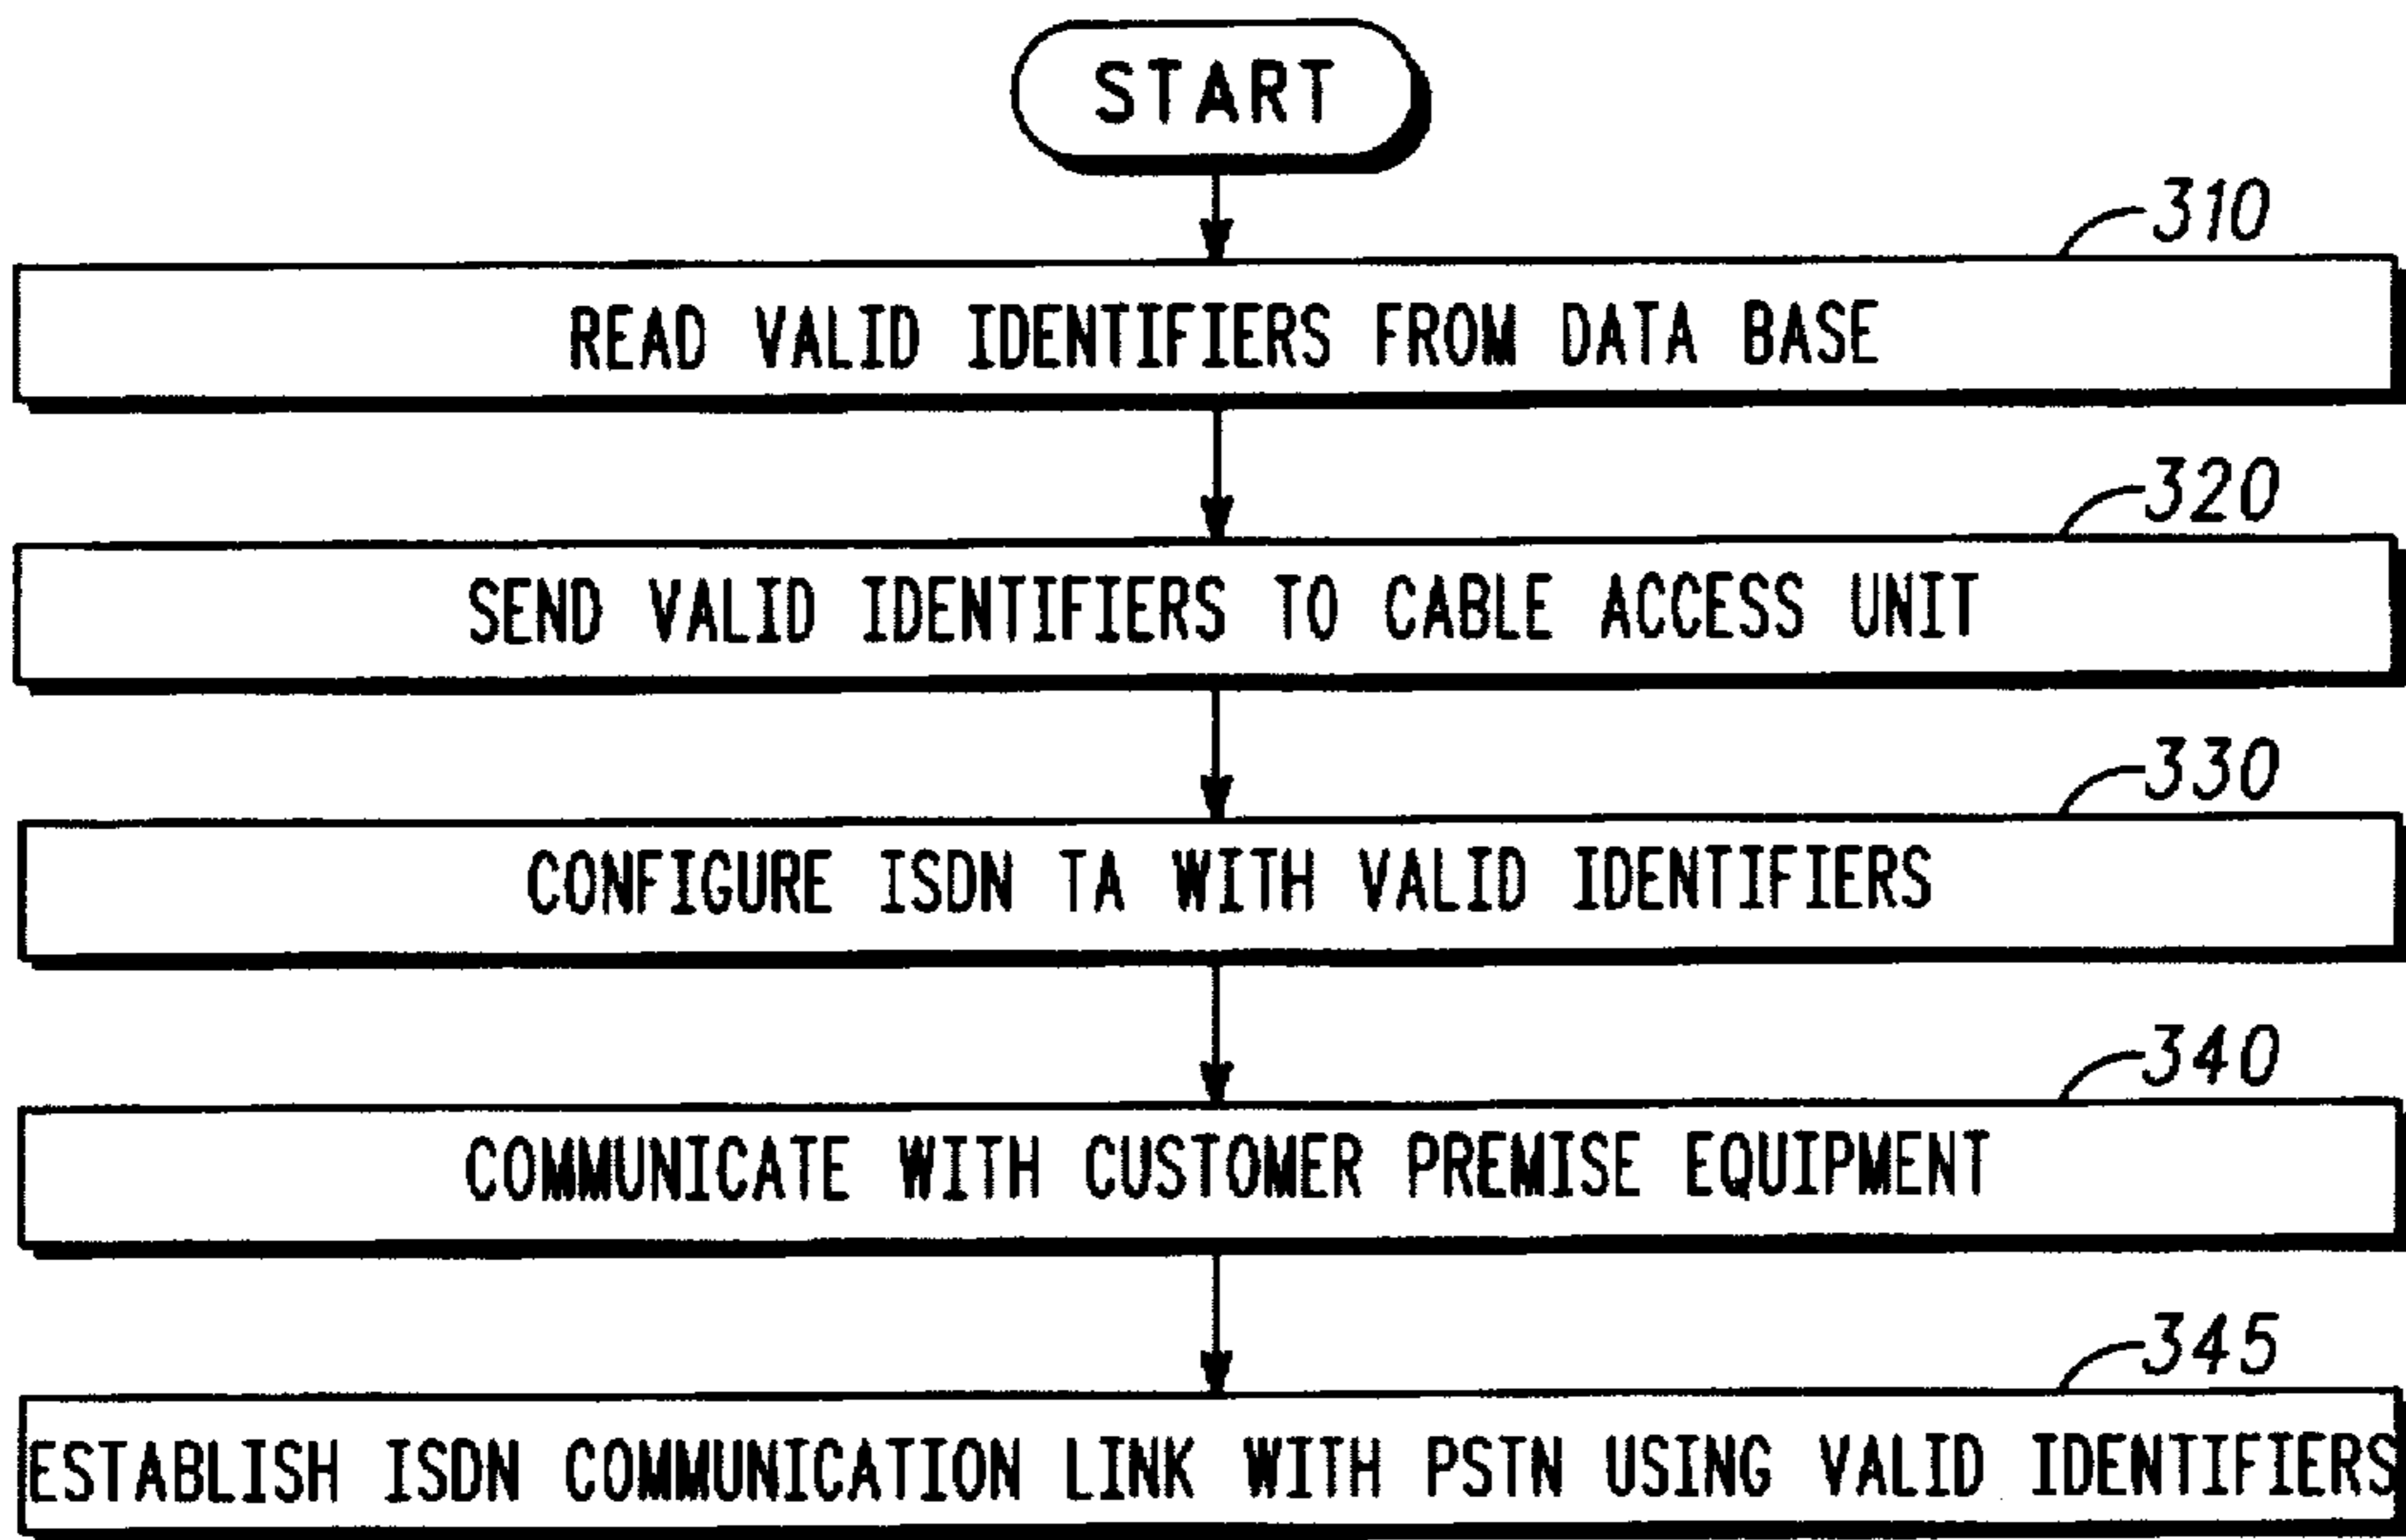 START
310
READ VALID IDENTIFIERS FROM DATA BASE
320
SEND VALID IDENTIFIERS TO CABLE ACCESS UNIT
330
CONFIGURE ISDN TA WITH VALID IDENTIFIERS
340
COMMUNICATE WITH CUSTOMER PREMISE EQUIPMENT
345
ESTABLISH ISDN COMMUNICATION LINK WITH PSTN USING VALID IDENTIFIERS